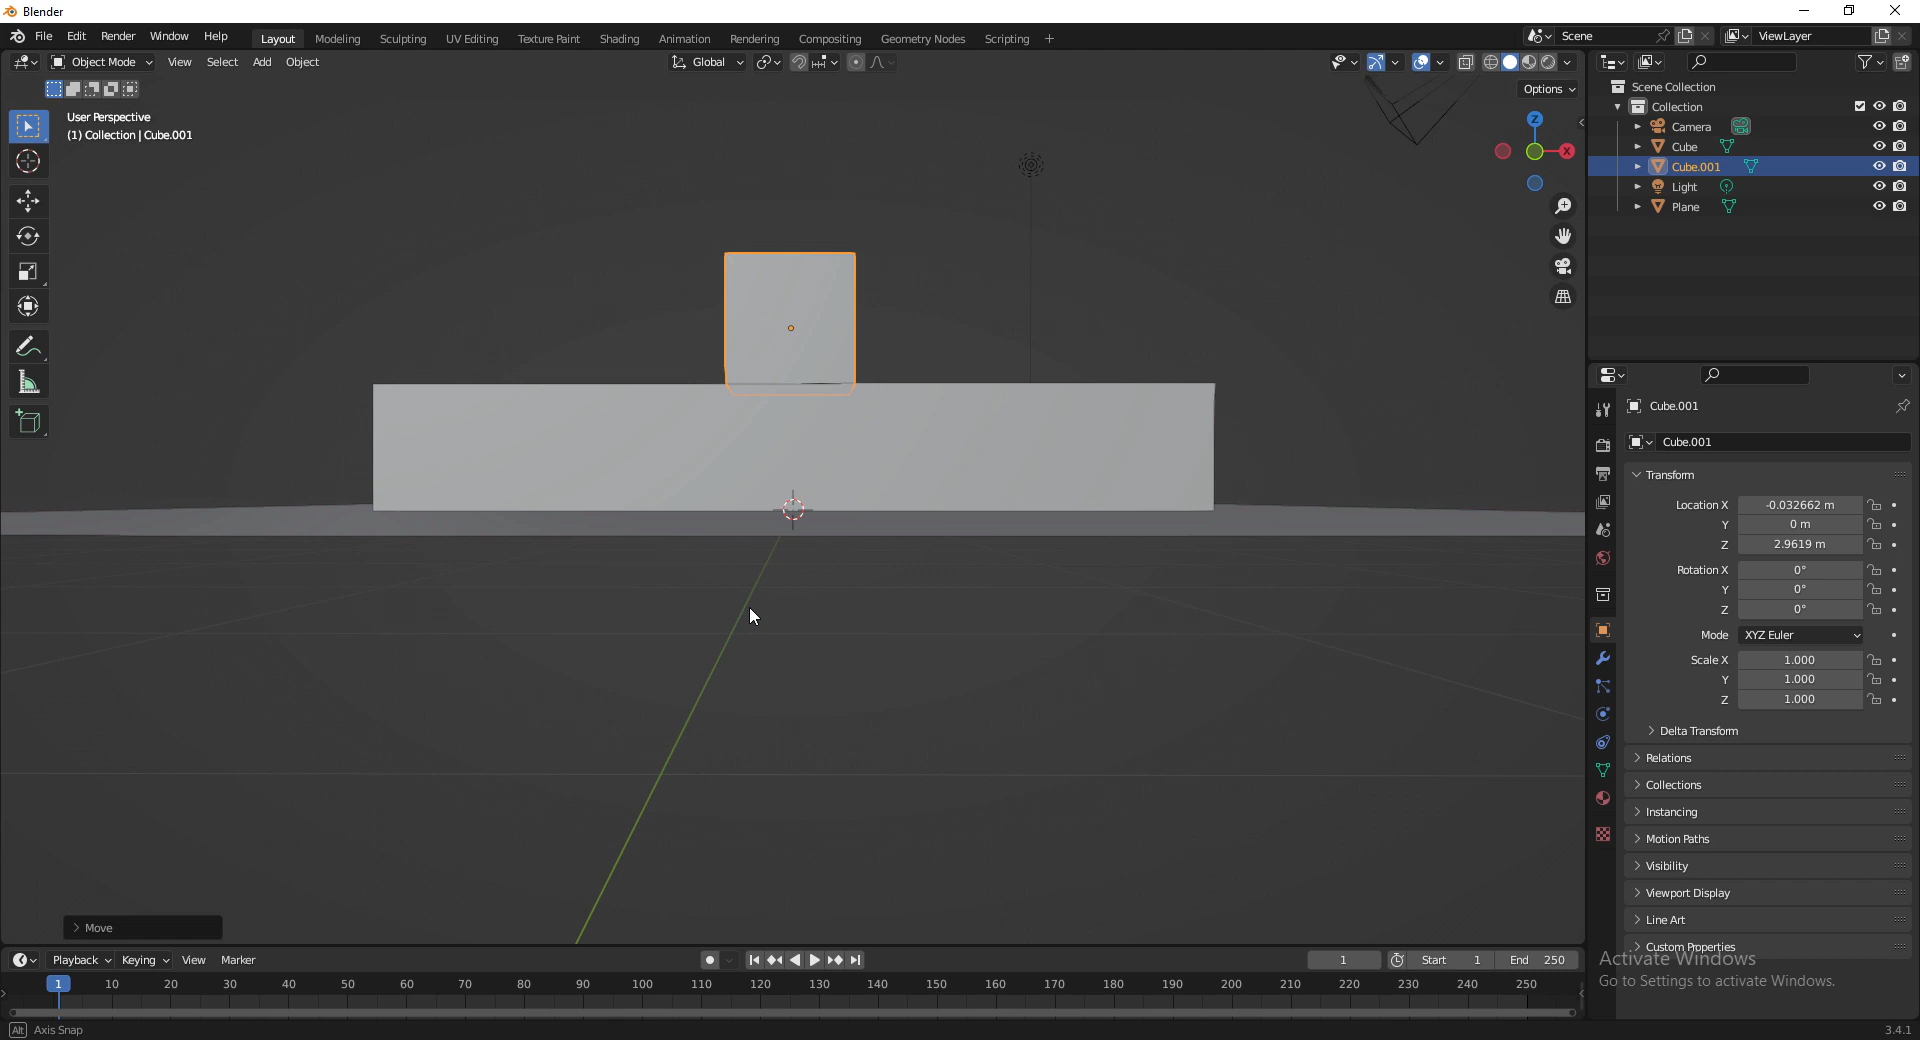 Blender
File Edit Render Window Help Layout Modeling Sculpting UV Editing Texture Paint Shading Animation Rendering Compositing Geometry Nodes Scripting + Scene ViewLayer
Object Mode View Select Add Object Global
Options
User Perspective
(1) Collection | Cube.001
Z
X
Scene Collection
Collection
Camera
Cube
Cube.001
Light
Plane
Cube.001
Cube.001
Transform
Location X -0.032662 m
Y 0 m
Z 2.9619 m
Rotation X 0°
Y 0°
Z 0°
Mode XYZ Euler
Scale X 1.000
Y 1.000
Z 1.000
Delta Transform
Relations
Collections
Instancing
Motion Paths
Visibility
Viewport Display
Line Art
Custom Properties
Move
Playback Keying View Marker 1 Start 1 End 250
1 10 20 30 40 50 60 70 80 90 100 110 120 130 140 150 160 170 180 190 200 210 220 230 240 250
Activate Windows
Go to Settings to activate Windows.
Alt Axis Snap 3.4.1